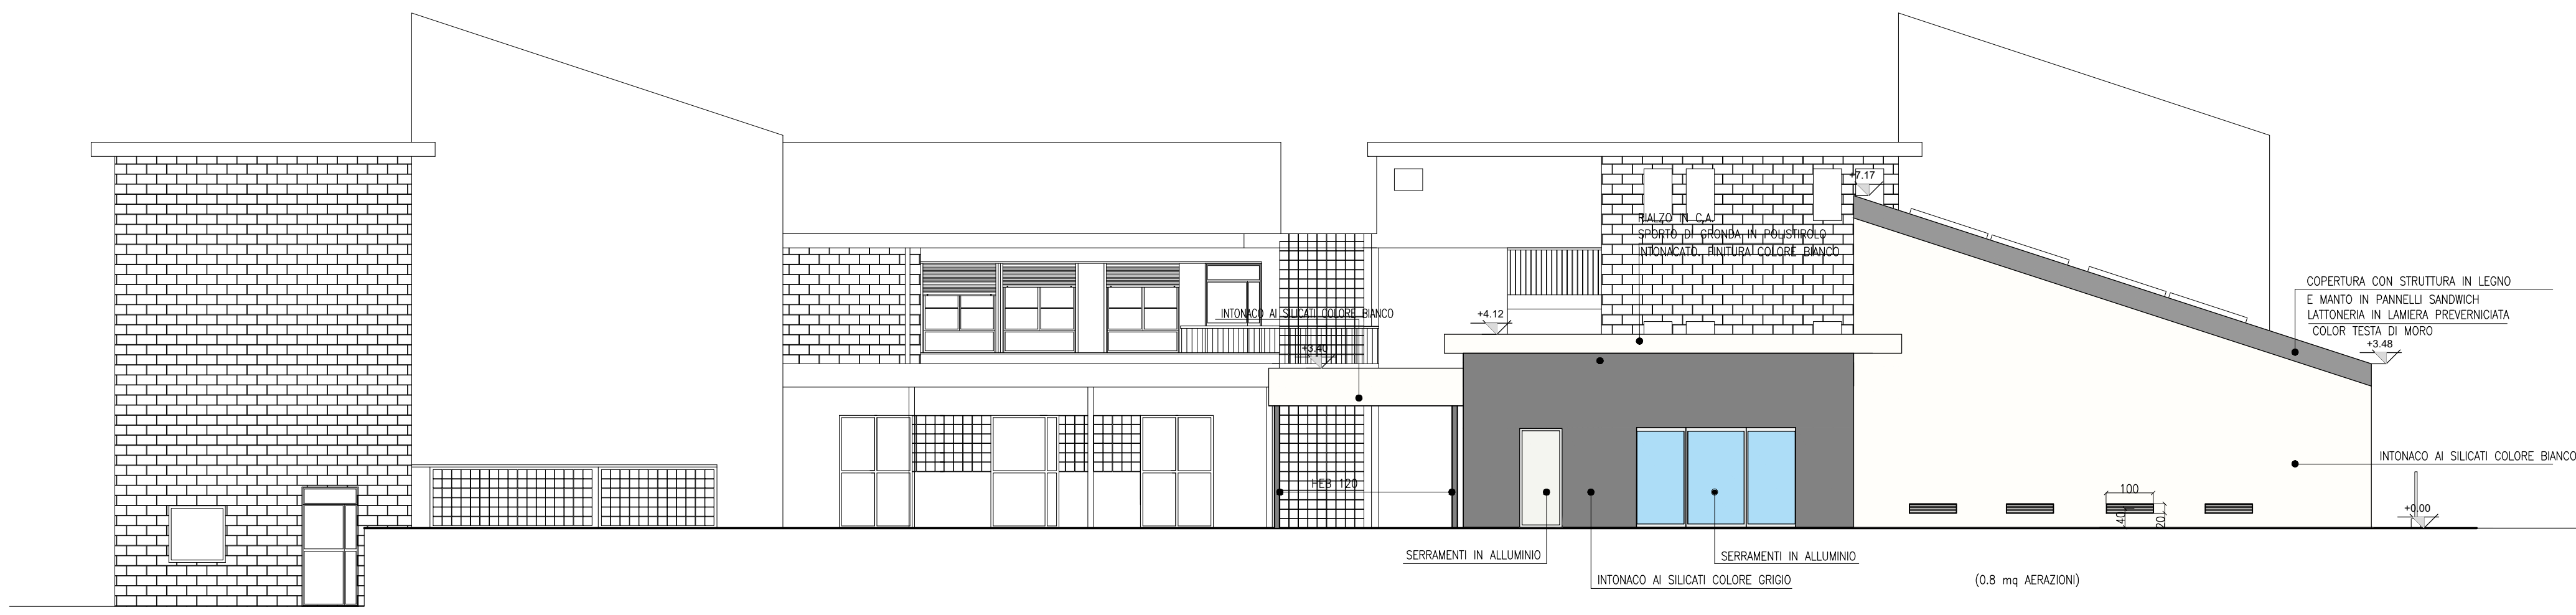 +7.17
RIALZO IN C.A.
SPORTO DI GRONDA IN POLISTIROLO
INTONACATO. FINITURA COLORE BIANCO
COPERTURA CON STRUTTURA IN LEGNO
E MANTO IN PANNELLI SANDWICH
LATTONERIA IN LAMIERA PREVERNICIATA
COLOR TESTA DI MORO
INTONACO AI SILICATI COLORE BIANCO
+4.12
+3.40
+3.48
INTONACO AI SILICATI COLORE BIANCO
HEB 120
100
40
20
+0.00
SERRAMENTI IN ALLUMINIO
SERRAMENTI IN ALLUMINIO
INTONACO AI SILICATI COLORE GRIGIO
(0.8 mq AERAZIONI)